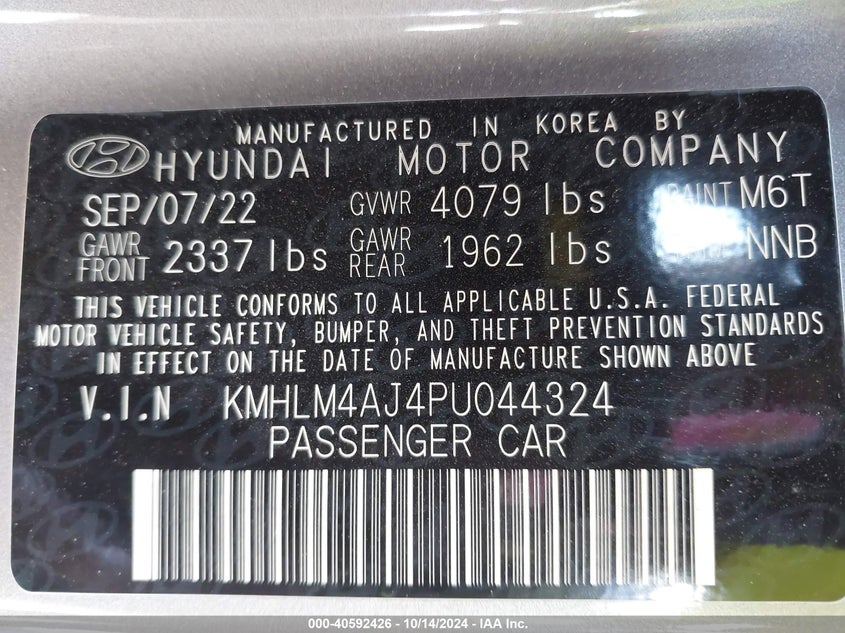 MANUFACTURED IN KOREA BY
HYUNDAI MOTOR COMPANY
SEP/07/22 GVWR 4079 lbs PAINT M6T
GAWR FRONT 2337 lbs GAWR REAR 1962 lbs NNB
THIS VEHICLE CONFORMS TO ALL APPLICABLE U.S.A. FEDERAL
MOTOR VEHICLE SAFETY, BUMPER, AND THEFT PREVENTION STANDARDS
IN EFFECT ON THE DATE OF MANUFACTURE SHOWN ABOVE
V.I.N KMHLM4AJ4PU044324
PASSENGER CAR
000-40592426 - 10/14/2024 - IAA Inc.